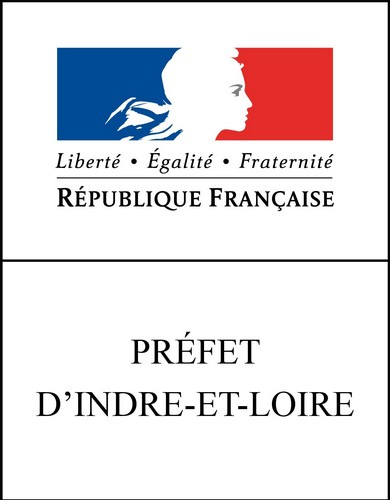 Liberté • Égalité • Fraternité
RÉPUBLIQUE FRANÇAISE
PRÉFET
D'INDRE-ET-LOIRE